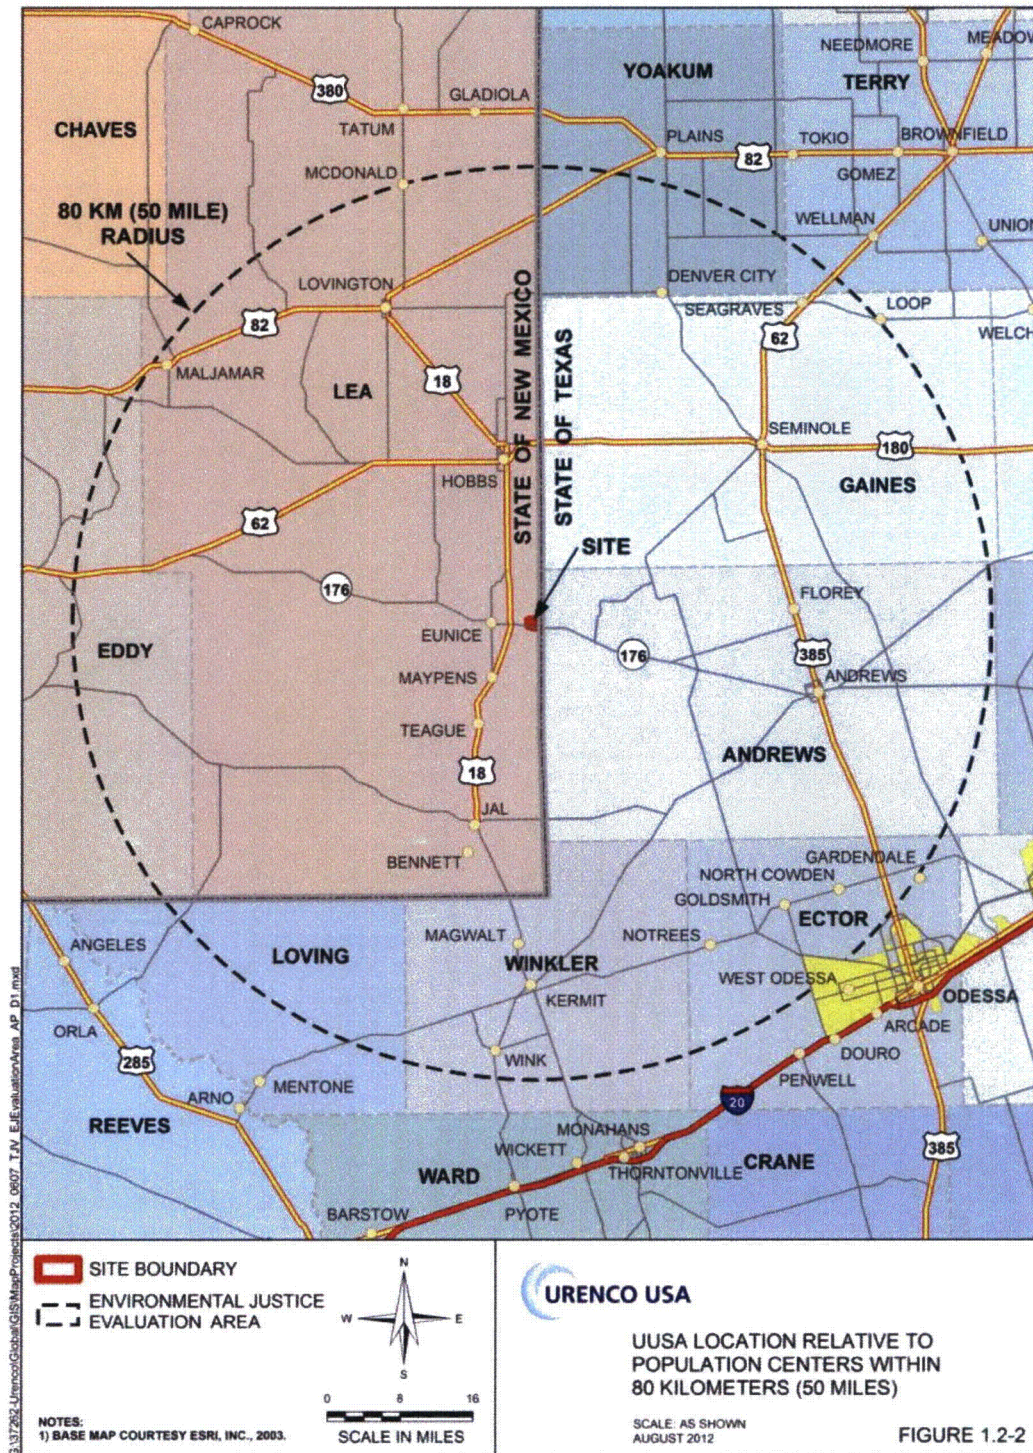 CAPROCK
NEEDMORE
MEADOW
YOAKUM
TERRY
380
GLADIOLA
CHAVES
TATUM
PLAINS
TOKIO
BROWNFIELD
82
MCDONALD
GOMEZ
80 KM (50 MILE)
RADIUS
WELLMAN
UNION
LOVINGTON
DENVER CITY
SEAGRAVES
LOOP
82
62
WELCH
MALJAMAR
LEA
18
STATE OF NEW MEXICO
STATE OF TEXAS
SEMINOLE
180
HOBBS
GAINES
62
SITE
176
FLOREY
EUNICE
EDDY
176
385
MAYPENS
ANDREWS
TEAGUE
ANDREWS
18
JAL
BENNETT
GARDENDALE
NORTH COWDEN
GOLDSMITH
ECTOR
ANGELES
MAGWALT
NOTREES
LOVING
WINKLER
WEST ODESSA
KERMIT
ODESSA
ORLA
ARCADE
DOURO
285
WINK
PENWELL
MENTONE
ARNO
20
REEVES
MONAHANS
WICKETT
385
THORNTONVILLE
CRANE
WARD
BARSTOW
PYOTE
G:\37262-Urenco\Global\GIS\MapProjects\2012_0807_TJV_EJEvaluationArea_AP_D1.mxd
SITE BOUNDARY
ENVIRONMENTAL JUSTICE
EVALUATION AREA
N
W
E
S
0 8 16
SCALE IN MILES
NOTES:
1) BASE MAP COURTESY ESRI, INC., 2003.
URENCO USA
UUSA LOCATION RELATIVE TO
POPULATION CENTERS WITHIN
80 KILOMETERS (50 MILES)
SCALE: AS SHOWN
AUGUST 2012
FIGURE 1.2-2